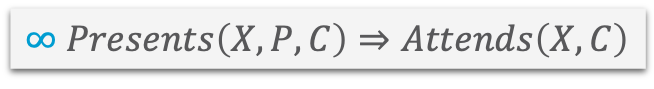 ∞ Presents(X, P, C) ⇒ Attends(X, C)